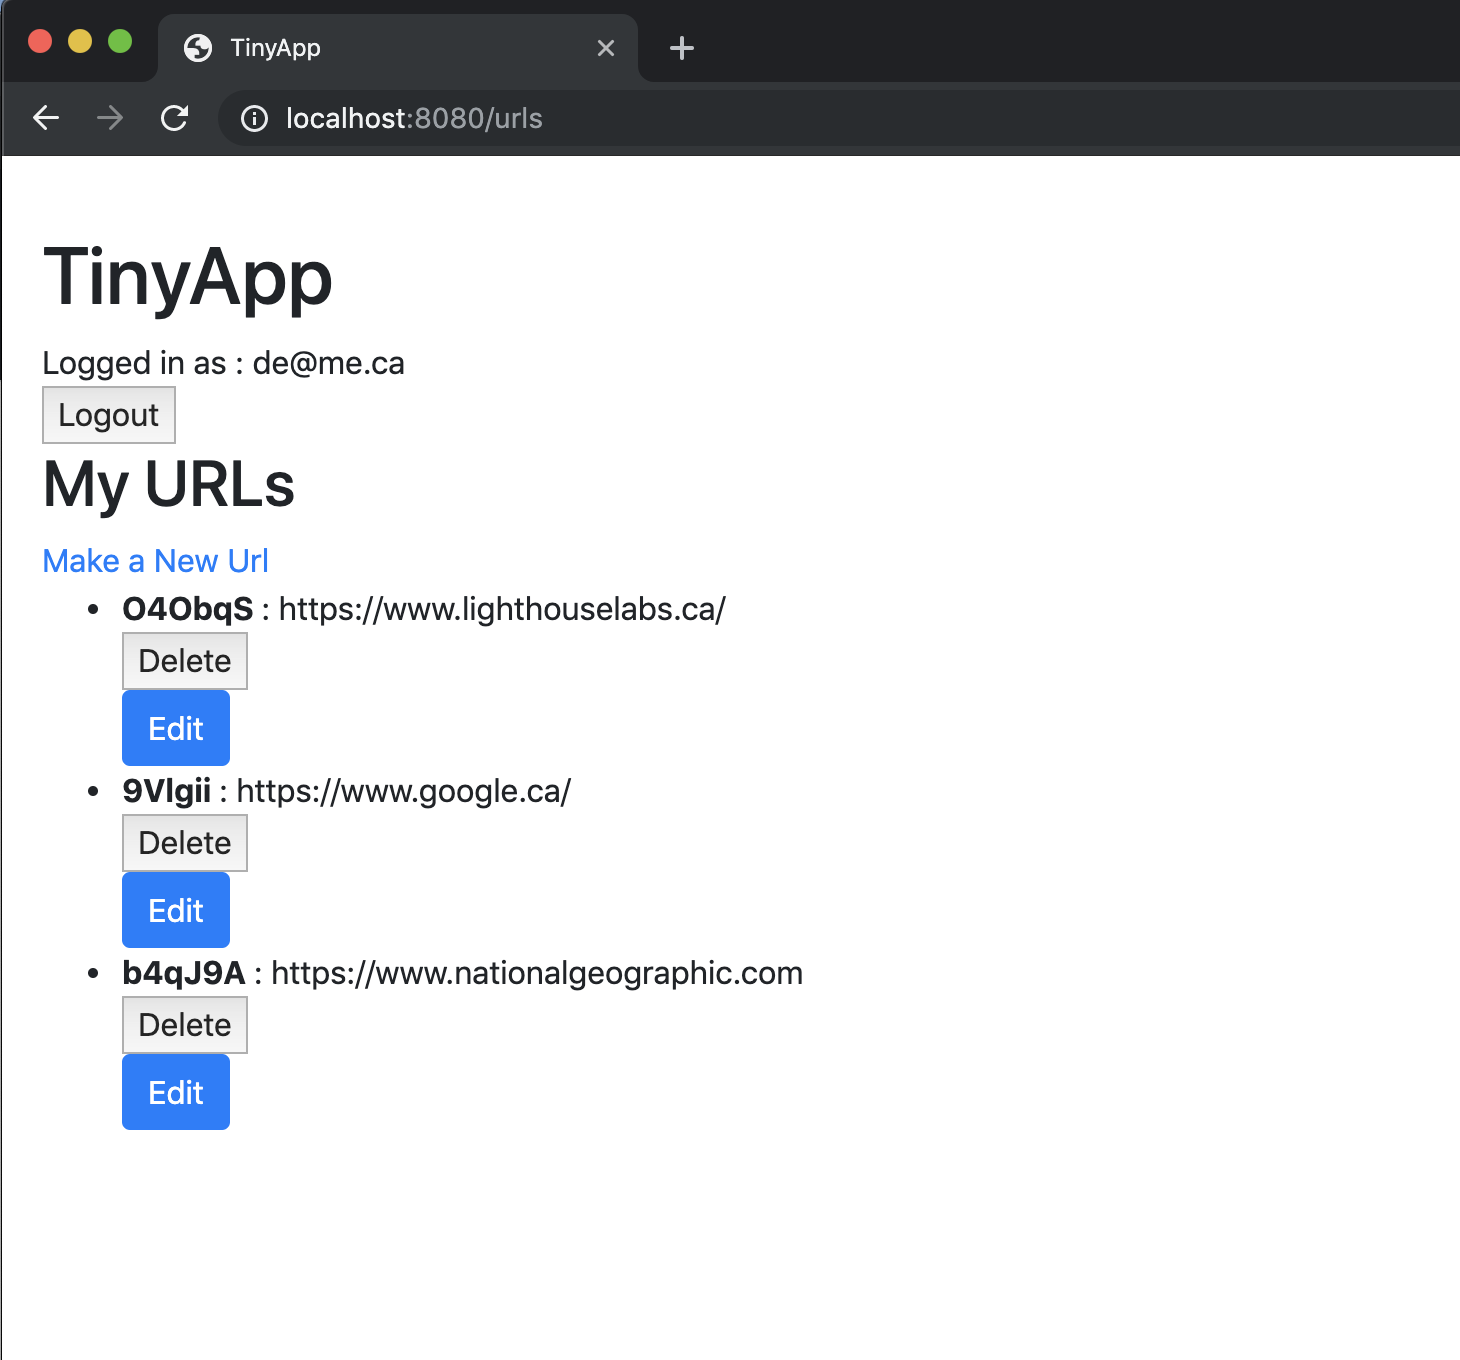 TinyApp
localhost:8080/urls
TinyApp
Logged in as : de@me.ca
Logout
My URLs
Make a New Url
O4ObqS : https://www.lighthouselabs.ca/
Delete
Edit
9Vlgii : https://www.google.ca/
Delete
Edit
b4qJ9A : https://www.nationalgeographic.com
Delete
Edit